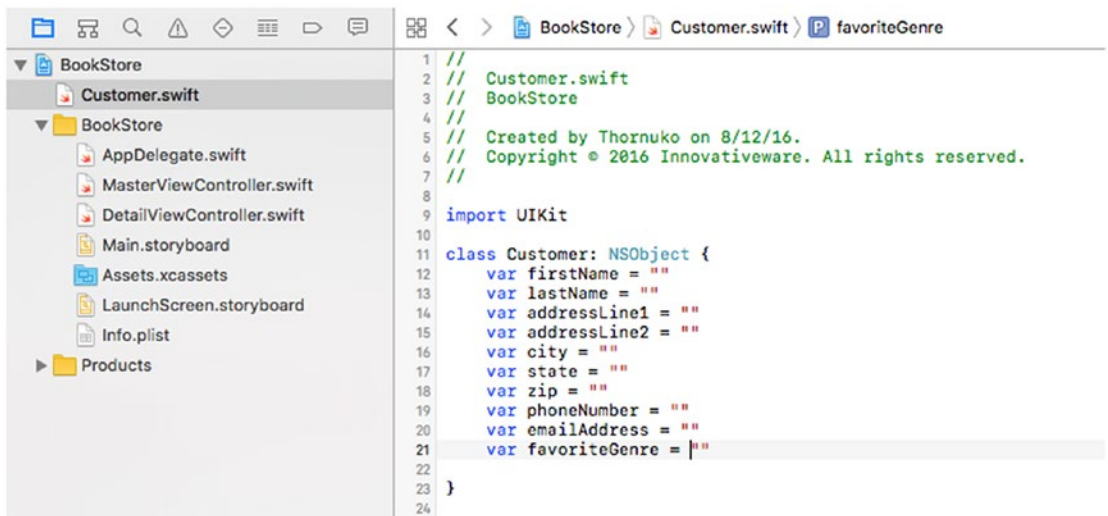 BookStore
Customer.swift
BookStore
AppDelegate.swift
MasterViewController.swift
DetailViewController.swift
Main.storyboard
Assets.xcassets
LaunchScreen.storyboard
Info.plist
Products
BookStore 〉 Customer.swift 〉 P favoriteGenre
1 //
2 //  Customer.swift
3 //  BookStore
4 //
5 //  Created by Thornuko on 8/12/16.
6 //  Copyright © 2016 Innovativeware. All rights reserved.
7 //
8
9 import UIKit
10
11 class Customer: NSObject {
12     var firstName = ""
13     var lastName = ""
14     var addressLine1 = ""
15     var addressLine2 = ""
16     var city = ""
17     var state = ""
18     var zip = ""
19     var phoneNumber = ""
20     var emailAddress = ""
21     var favoriteGenre = ""
22
23 }
24